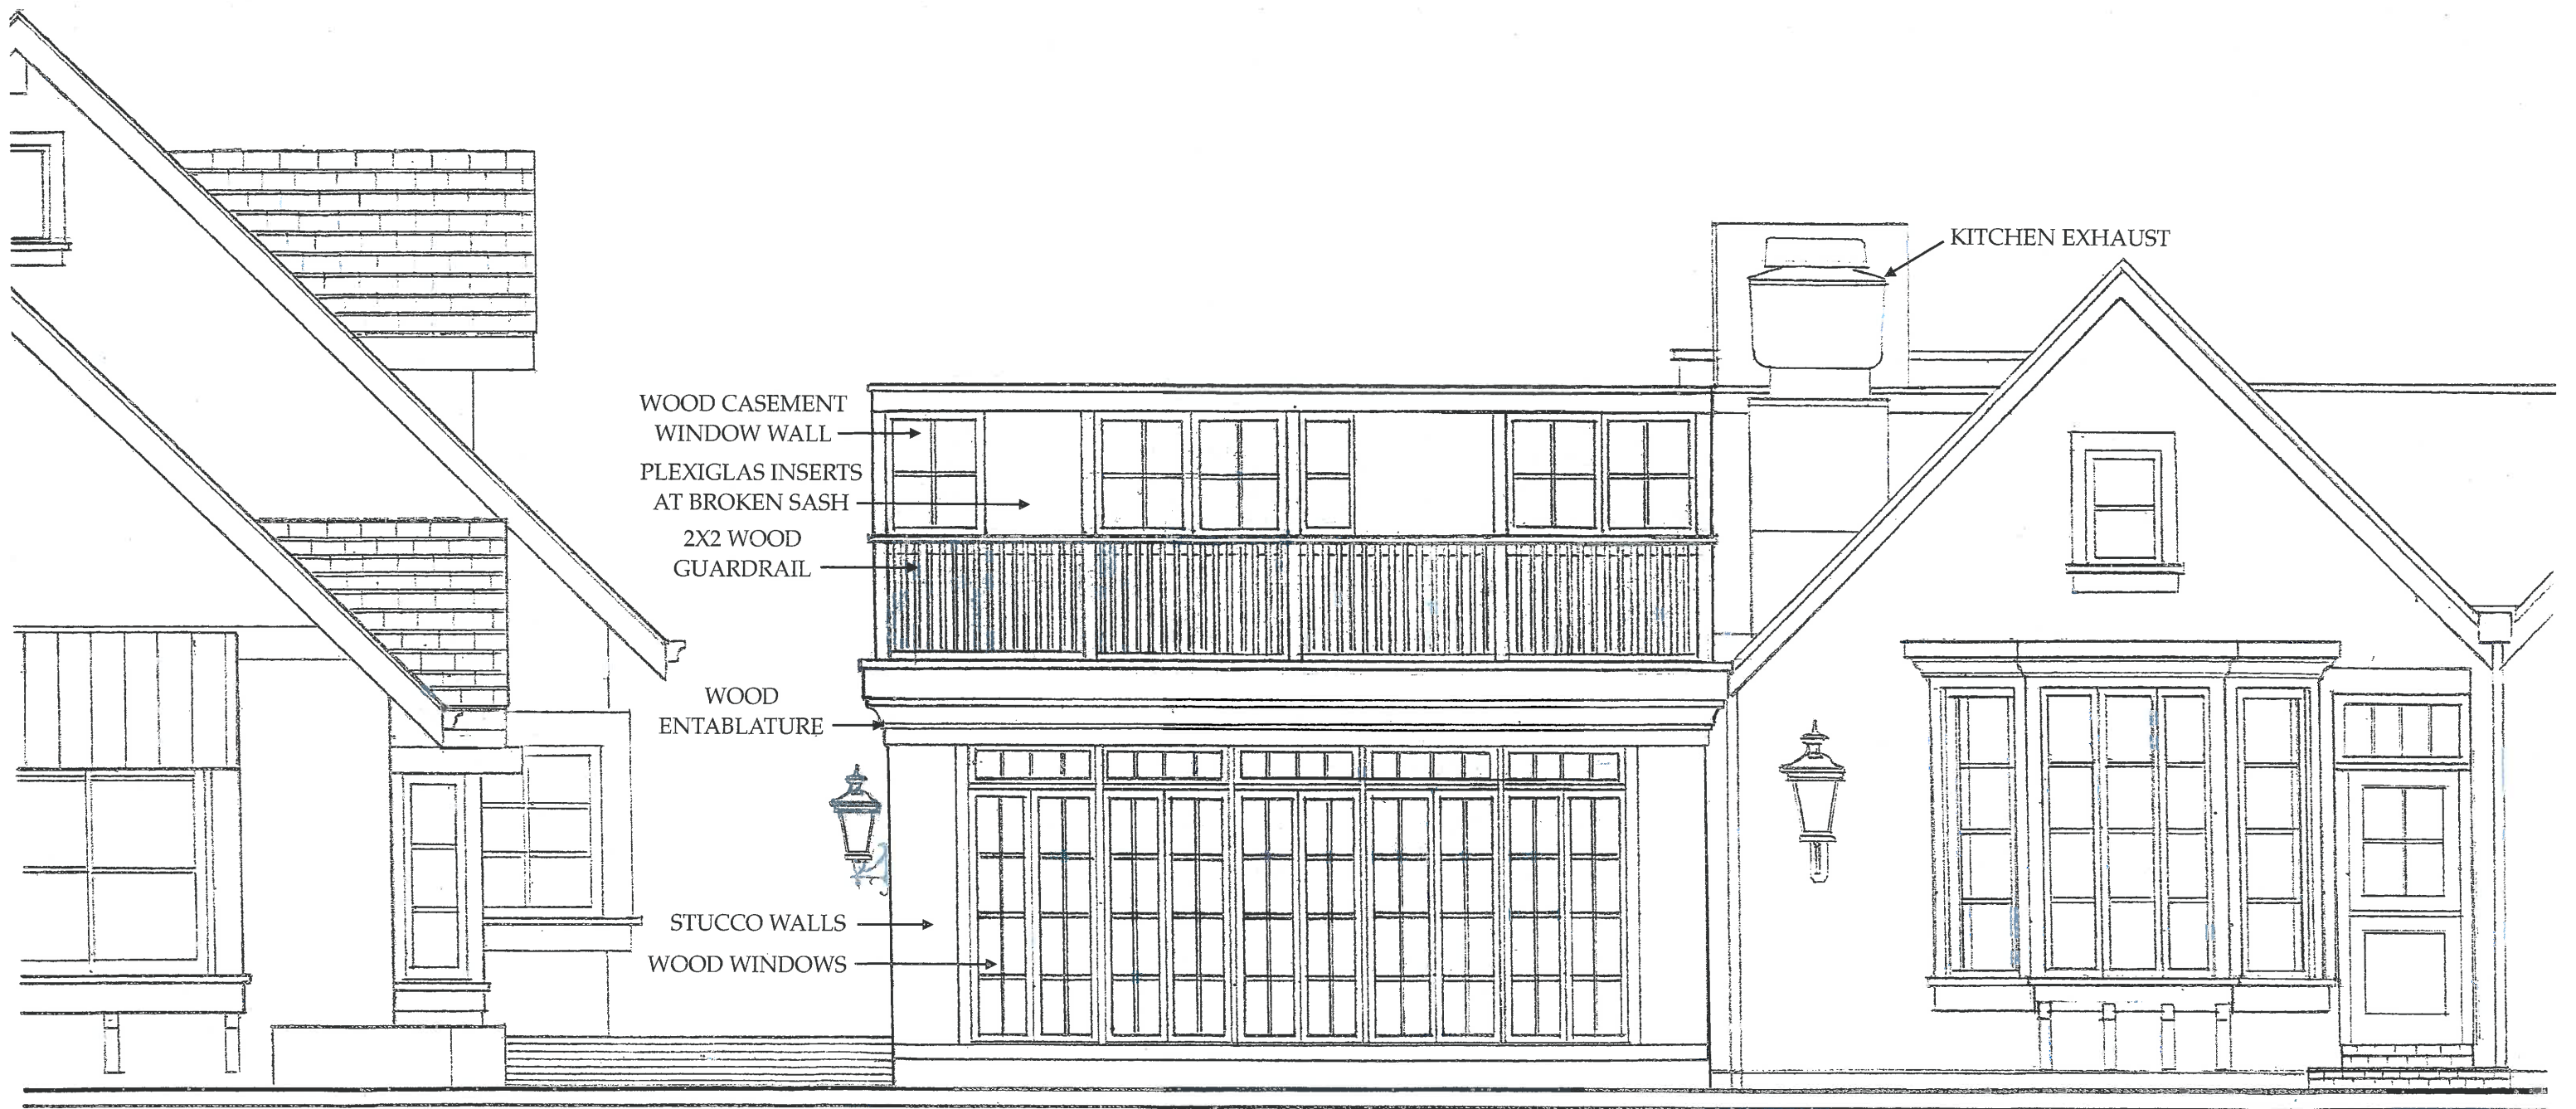 KITCHEN EXHAUST
WOOD CASEMENT
WINDOW WALL
PLEXIGLAS INSERTS
AT BROKEN SASH
2X2 WOOD
GUARDRAIL
WOOD
ENTABLATURE
STUCCO WALLS
WOOD WINDOWS